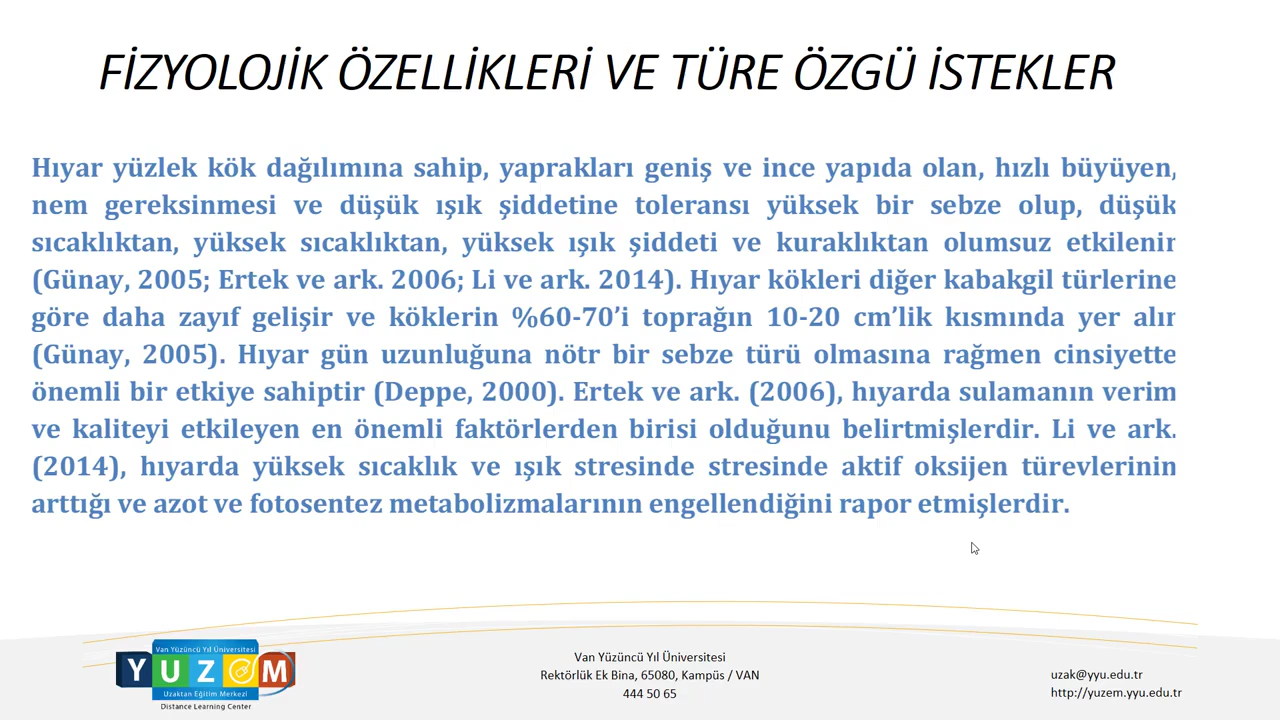 FİZYOLOJİK ÖZELLİKLERİ VE TÜRE ÖZGÜ İSTEKLER
Hıyar yüzlek kök dağılımına sahip, yaprakları geniş ve ince yapıda olan, hızlı büyüyen,
nem gereksinmesi ve düşük ışık şiddetine toleransı yüksek bir sebze olup, düşük
sıcaklıktan, yüksek sıcaklıktan, yüksek ışık şiddeti ve kuraklıktan olumsuz etkilenir
(Günay, 2005; Ertek ve ark. 2006; Li ve ark. 2014). Hıyar kökleri diğer kabakgil türlerine
göre daha zayıf gelişir ve köklerin %60-70’i toprağın 10-20 cm’lik kısmında yer alır
(Günay, 2005). Hıyar gün uzunluğuna nötr bir sebze türü olmasına rağmen cinsiyette
önemli bir etkiye sahiptir (Deppe, 2000). Ertek ve ark. (2006), hıyarda sulamanın verim
ve kaliteyi etkileyen en önemli faktörlerden birisi olduğunu belirtmişlerdir. Li ve ark.
(2014), hıyarda yüksek sıcaklık ve ışık stresinde stresinde aktif oksijen türevlerinin
arttığı ve azot ve fotosentez metabolizmalarının engellendiğini rapor etmişlerdir.
Van Yüzüncü Yıl Üniversitesi
YUZEM
Uzaktan Eğitim Merkezi
Distance Learning Center
Van Yüzüncü Yıl Üniversitesi
Rektörlük Ek Bina, 65080, Kampüs / VAN
444 50 65
uzak@yyu.edu.tr
http://yuzem.yyu.edu.tr